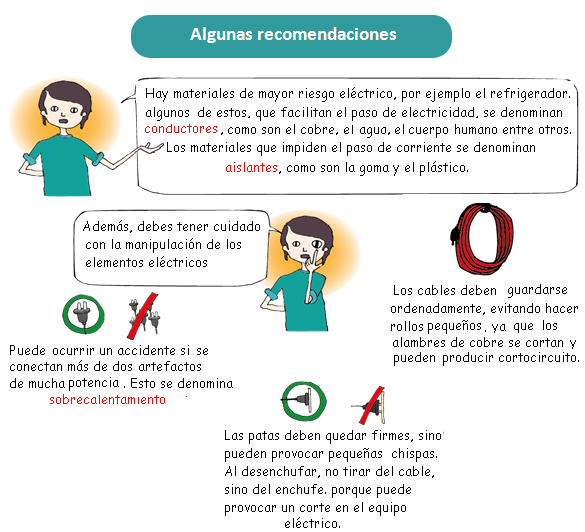 Algunas recomendaciones
Hay materiales de mayor riesgo eléctrico, por ejemplo el refrigerador.
algunos de estos, que facilitan el paso de electricidad, se denominan
conductores, como son el cobre, el agua, el cuerpo humano entre otros.
Los materiales que impiden el paso de corriente se denominan
aislantes, como son la goma y el plástico.
Además, debes tener cuidado
con la manipulación de los
elementos eléctricos
Los cables deben guardarse
ordenadamente, evitando hacer
rollos pequeños, ya que los
alambres de cobre se cortan y
pueden producir cortocircuito.
Puede ocurrir un accidente si se
conectan más de dos artefactos
de mucha potencia. Esto se denomina
sobrecalentamiento
Las patas deben quedar firmes, sino
pueden provocar pequeñas chispas.
Al desenchufar, no tirar del cable,
sino del enchufe. porque puede
provocar un corte en el equipo
eléctrico.